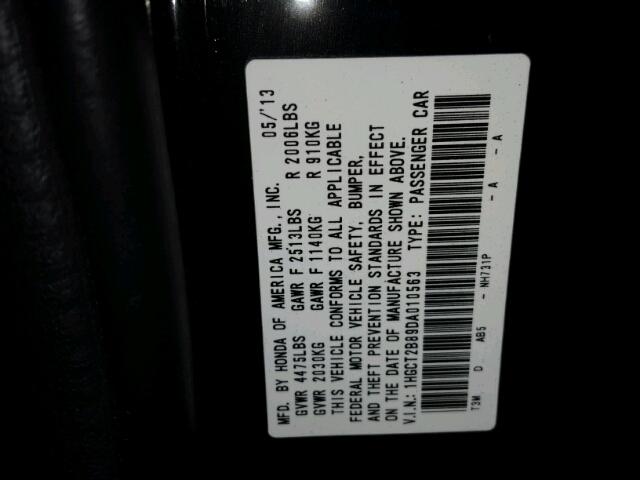 MFD. BY HONDA OF AMERICA MFG., INC. 05/'13
GVWR 4475LBS GAWR F 2513LBS R 2006LBS
GVWR 2030KG GAWR F 1140KG R 910KG
THIS VEHICLE CONFORMS TO ALL APPLICABLE
FEDERAL MOTOR VEHICLE SAFETY, BUMPER,
AND THEFT PREVENTION STANDARDS IN EFFECT
ON THE DATE OF MANUFACTURE SHOWN ABOVE.
V.I.N.: 1HGCT2B89DA010563 TYPE: PASSENGER CAR
T3M D AB5 - NH731P - A - A